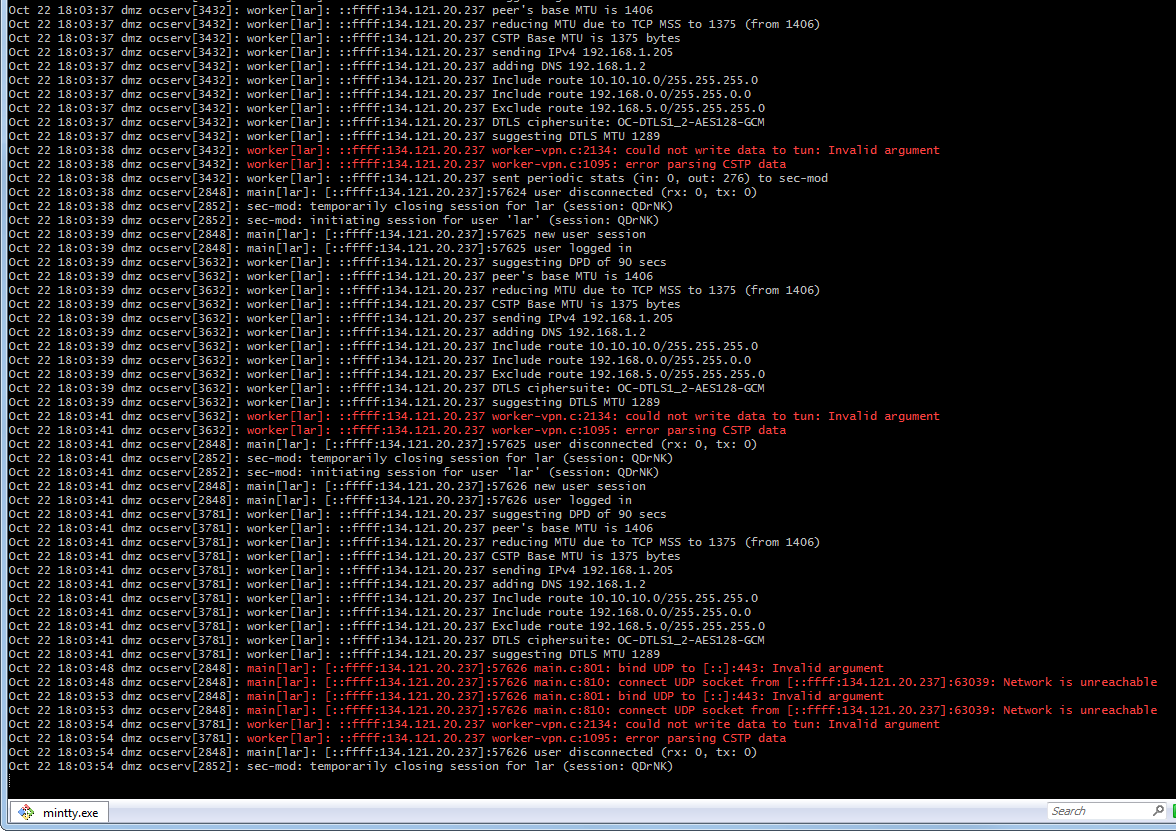 Oct 22 18:03:37 dmz ocserv[3432]: worker[lar]: ::ffff:134.121.20.237 peer's base MTU is 1406
Oct 22 18:03:37 dmz ocserv[3432]: worker[lar]: ::ffff:134.121.20.237 reducing MTU due to TCP MSS to 1375 (from 1406)
Oct 22 18:03:37 dmz ocserv[3432]: worker[lar]: ::ffff:134.121.20.237 CSTP Base MTU is 1375 bytes
Oct 22 18:03:37 dmz ocserv[3432]: worker[lar]: ::ffff:134.121.20.237 sending IPv4 192.168.1.205
Oct 22 18:03:37 dmz ocserv[3432]: worker[lar]: ::ffff:134.121.20.237 adding DNS 192.168.1.2
Oct 22 18:03:37 dmz ocserv[3432]: worker[lar]: ::ffff:134.121.20.237 Include route 10.10.10.0/255.255.255.0
Oct 22 18:03:37 dmz ocserv[3432]: worker[lar]: ::ffff:134.121.20.237 Include route 192.168.0.0/255.255.0.0
Oct 22 18:03:37 dmz ocserv[3432]: worker[lar]: ::ffff:134.121.20.237 Exclude route 192.168.5.0/255.255.255.0
Oct 22 18:03:37 dmz ocserv[3432]: worker[lar]: ::ffff:134.121.20.237 DTLS ciphersuite: OC-DTLS1_2-AES128-GCM
Oct 22 18:03:37 dmz ocserv[3432]: worker[lar]: ::ffff:134.121.20.237 suggesting DTLS MTU 1289
Oct 22 18:03:38 dmz ocserv[3432]: worker[lar]: ::ffff:134.121.20.237 worker-vpn.c:2134: could not write data to tun: Invalid argument
Oct 22 18:03:38 dmz ocserv[3432]: worker[lar]: ::ffff:134.121.20.237 worker-vpn.c:1095: error parsing CSTP data
Oct 22 18:03:38 dmz ocserv[3432]: worker[lar]: ::ffff:134.121.20.237 sent periodic stats (in: 0, out: 276) to sec-mod
Oct 22 18:03:38 dmz ocserv[2848]: main[lar]: [::ffff:134.121.20.237]:57624 user disconnected (rx: 0, tx: 0)
Oct 22 18:03:38 dmz ocserv[2852]: sec-mod: temporarily closing session for lar (session: QDrNK)
Oct 22 18:03:39 dmz ocserv[2852]: sec-mod: initiating session for user 'lar' (session: QDrNK)
Oct 22 18:03:39 dmz ocserv[2848]: main[lar]: [::ffff:134.121.20.237]:57625 new user session
Oct 22 18:03:39 dmz ocserv[2848]: main[lar]: [::ffff:134.121.20.237]:57625 user logged in
Oct 22 18:03:39 dmz ocserv[3632]: worker[lar]: ::ffff:134.121.20.237 suggesting DPD of 90 secs
Oct 22 18:03:39 dmz ocserv[3632]: worker[lar]: ::ffff:134.121.20.237 peer's base MTU is 1406
Oct 22 18:03:39 dmz ocserv[3632]: worker[lar]: ::ffff:134.121.20.237 reducing MTU due to TCP MSS to 1375 (from 1406)
Oct 22 18:03:39 dmz ocserv[3632]: worker[lar]: ::ffff:134.121.20.237 CSTP Base MTU is 1375 bytes
Oct 22 18:03:39 dmz ocserv[3632]: worker[lar]: ::ffff:134.121.20.237 sending IPv4 192.168.1.205
Oct 22 18:03:39 dmz ocserv[3632]: worker[lar]: ::ffff:134.121.20.237 adding DNS 192.168.1.2
Oct 22 18:03:39 dmz ocserv[3632]: worker[lar]: ::ffff:134.121.20.237 Include route 10.10.10.0/255.255.255.0
Oct 22 18:03:39 dmz ocserv[3632]: worker[lar]: ::ffff:134.121.20.237 Include route 192.168.0.0/255.255.0.0
Oct 22 18:03:39 dmz ocserv[3632]: worker[lar]: ::ffff:134.121.20.237 Exclude route 192.168.5.0/255.255.255.0
Oct 22 18:03:39 dmz ocserv[3632]: worker[lar]: ::ffff:134.121.20.237 DTLS ciphersuite: OC-DTLS1_2-AES128-GCM
Oct 22 18:03:39 dmz ocserv[3632]: worker[lar]: ::ffff:134.121.20.237 suggesting DTLS MTU 1289
Oct 22 18:03:41 dmz ocserv[3632]: worker[lar]: ::ffff:134.121.20.237 worker-vpn.c:2134: could not write data to tun: Invalid argument
Oct 22 18:03:41 dmz ocserv[3632]: worker[lar]: ::ffff:134.121.20.237 worker-vpn.c:1095: error parsing CSTP data
Oct 22 18:03:41 dmz ocserv[2848]: main[lar]: [::ffff:134.121.20.237]:57625 user disconnected (rx: 0, tx: 0)
Oct 22 18:03:41 dmz ocserv[2852]: sec-mod: temporarily closing session for lar (session: QDrNK)
Oct 22 18:03:41 dmz ocserv[2852]: sec-mod: initiating session for user 'lar' (session: QDrNK)
Oct 22 18:03:41 dmz ocserv[2848]: main[lar]: [::ffff:134.121.20.237]:57626 new user session
Oct 22 18:03:41 dmz ocserv[2848]: main[lar]: [::ffff:134.121.20.237]:57626 user logged in
Oct 22 18:03:41 dmz ocserv[3781]: worker[lar]: ::ffff:134.121.20.237 suggesting DPD of 90 secs
Oct 22 18:03:41 dmz ocserv[3781]: worker[lar]: ::ffff:134.121.20.237 peer's base MTU is 1406
Oct 22 18:03:41 dmz ocserv[3781]: worker[lar]: ::ffff:134.121.20.237 reducing MTU due to TCP MSS to 1375 (from 1406)
Oct 22 18:03:41 dmz ocserv[3781]: worker[lar]: ::ffff:134.121.20.237 CSTP Base MTU is 1375 bytes
Oct 22 18:03:41 dmz ocserv[3781]: worker[lar]: ::ffff:134.121.20.237 sending IPv4 192.168.1.205
Oct 22 18:03:41 dmz ocserv[3781]: worker[lar]: ::ffff:134.121.20.237 adding DNS 192.168.1.2
Oct 22 18:03:41 dmz ocserv[3781]: worker[lar]: ::ffff:134.121.20.237 Include route 10.10.10.0/255.255.255.0
Oct 22 18:03:41 dmz ocserv[3781]: worker[lar]: ::ffff:134.121.20.237 Include route 192.168.0.0/255.255.0.0
Oct 22 18:03:41 dmz ocserv[3781]: worker[lar]: ::ffff:134.121.20.237 Exclude route 192.168.5.0/255.255.255.0
Oct 22 18:03:41 dmz ocserv[3781]: worker[lar]: ::ffff:134.121.20.237 DTLS ciphersuite: OC-DTLS1_2-AES128-GCM
Oct 22 18:03:41 dmz ocserv[3781]: worker[lar]: ::ffff:134.121.20.237 suggesting DTLS MTU 1289
Oct 22 18:03:48 dmz ocserv[2848]: main[lar]: [::ffff:134.121.20.237]:57626 main.c:801: bind UDP to [::]:443: Invalid argument
Oct 22 18:03:48 dmz ocserv[2848]: main[lar]: [::ffff:134.121.20.237]:57626 main.c:810: connect UDP socket from [::ffff:134.121.20.237]:63039: Network is unreachable
Oct 22 18:03:53 dmz ocserv[2848]: main[lar]: [::ffff:134.121.20.237]:57626 main.c:801: bind UDP to [::]:443: Invalid argument
Oct 22 18:03:53 dmz ocserv[2848]: main[lar]: [::ffff:134.121.20.237]:57626 main.c:810: connect UDP socket from [::ffff:134.121.20.237]:63039: Network is unreachable
Oct 22 18:03:54 dmz ocserv[3781]: worker[lar]: ::ffff:134.121.20.237 worker-vpn.c:2134: could not write data to tun: Invalid argument
Oct 22 18:03:54 dmz ocserv[3781]: worker[lar]: ::ffff:134.121.20.237 worker-vpn.c:1095: error parsing CSTP data
Oct 22 18:03:54 dmz ocserv[2848]: main[lar]: [::ffff:134.121.20.237]:57626 user disconnected (rx: 0, tx: 0)
Oct 22 18:03:54 dmz ocserv[2852]: sec-mod: temporarily closing session for lar (session: QDrNK)
mintty.exe
Search